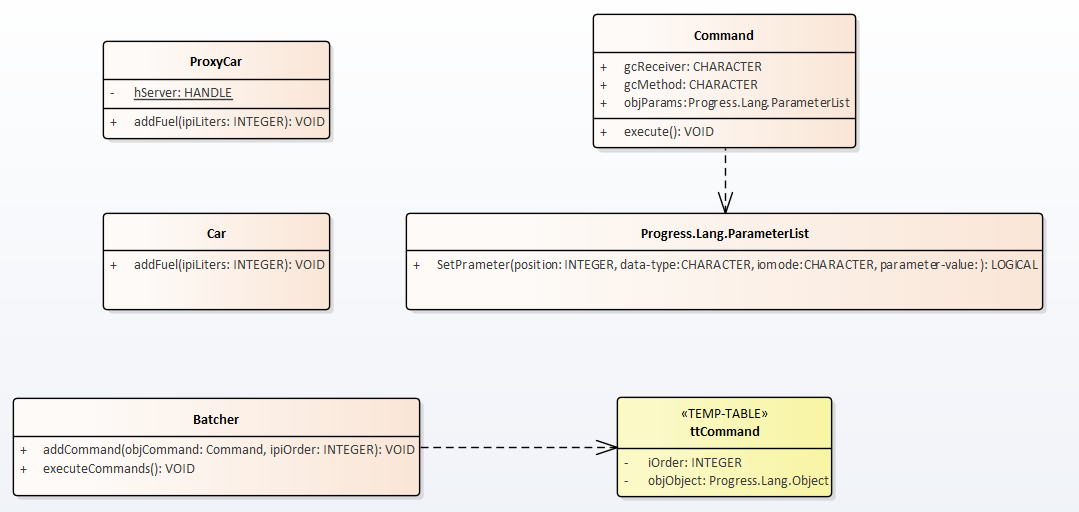 ProxyCar
- hServer: HANDLE
+ addFuel(ipiLiters: INTEGER): VOID
Command
+ gcReceiver: CHARACTER
+ gcMethod: CHARACTER
+ objParams:Progress.Lang.ParameterList
+ execute(): VOID
Car
+ addFuel(ipiLiters: INTEGER): VOID
Progress.Lang.ParameterList
+ SetPrameter(position: INTEGER, data-type:CHARACTER, iomode:CHARACTER, parameter-value: ): LOGICAL
Batcher
+ addCommand(objCommand: Command, ipiOrder: INTEGER): VOID
+ executeCommands(): VOID
«TEMP-TABLE»
ttCommand
- iOrder: INTEGER
- objObject: Progress.Lang.Object